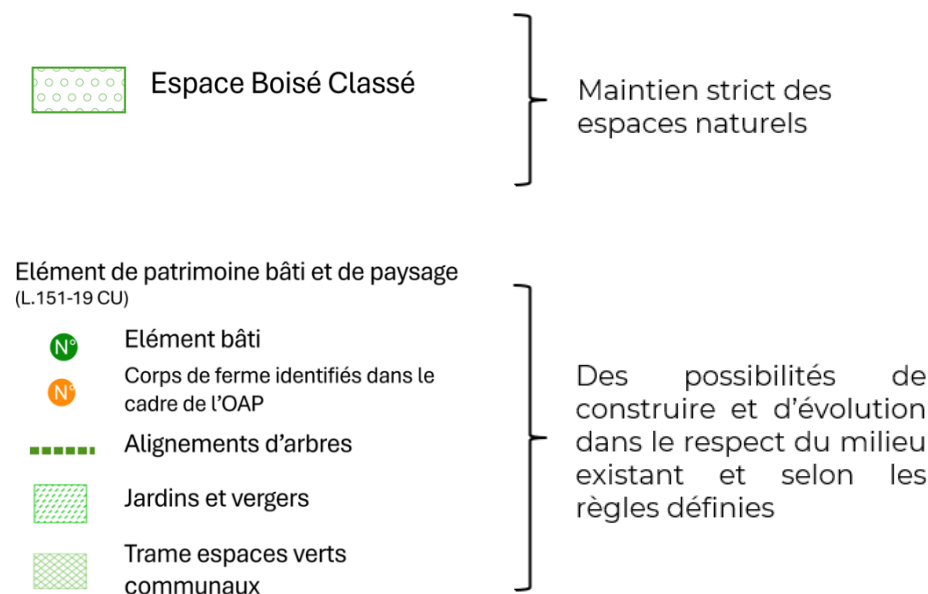 Espace Boisé Classé
Maintien strict des
espaces naturels
Elément de patrimoine bâti et de paysage
(L.151-19 CU)
N° Elément bâti
N° Corps de ferme identifiés dans le
cadre de l'OAP
Alignements d'arbres
Jardins et vergers
Trame espaces verts
communaux
Des possibilités de
construire et d'évolution
dans le respect du milieu
existant et selon les
règles définies